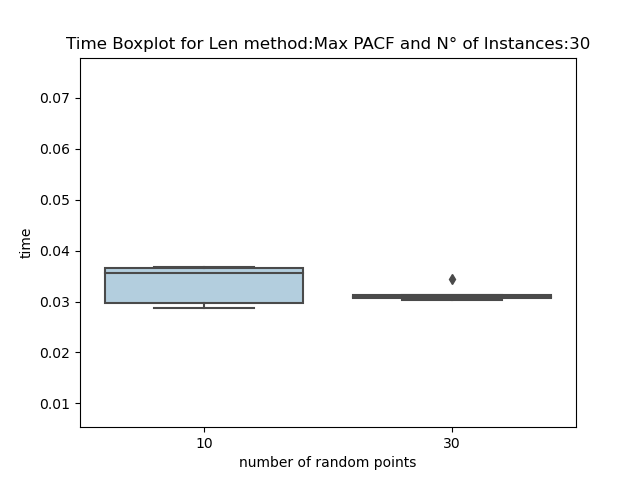 Time Boxplot for Len method:Max PACF and N° of Instances:30
0.07
0.06
0.05
0.04
0.03
0.02
0.01
time
10 30
number of random points